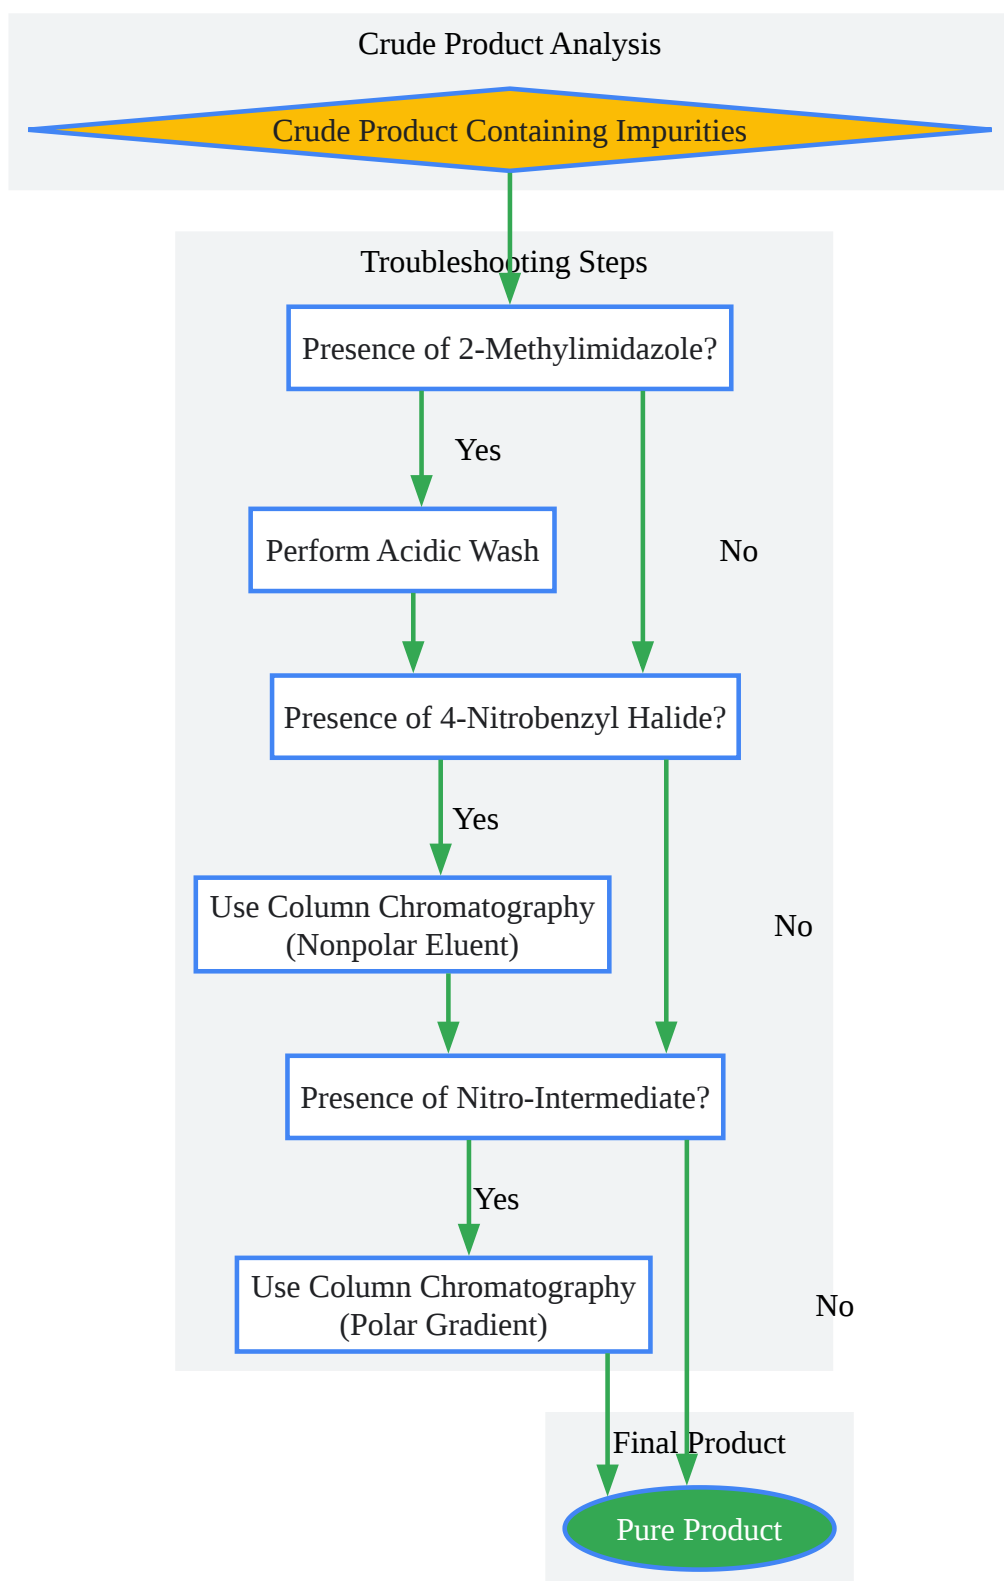 Crude Product Analysis
Crude Product Containing Impurities
Troubleshooting Steps
Presence of 2-Methylimidazole?
Yes
Perform Acidic Wash
No
Presence of 4-Nitrobenzyl Halide?
Yes
Use Column Chromatography
(Nonpolar Eluent)
No
Presence of Nitro-Intermediate?
Yes
Use Column Chromatography
(Polar Gradient)
No
Final Product
Pure Product